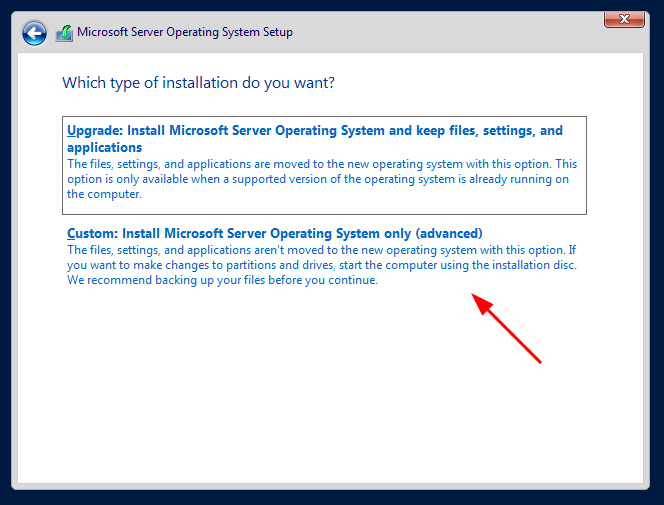 Microsoft Server Operating System Setup
Which type of installation do you want?
Upgrade: Install Microsoft Server Operating System and keep files, settings, and
applications
The files, settings, and applications are moved to the new operating system with this option. This
option is only available when a supported version of the operating system is already running on
the computer.
Custom: Install Microsoft Server Operating System only (advanced)
The files, settings, and applications aren't moved to the new operating system with this option. If
you want to make changes to partitions and drives, start the computer using the installation disc.
We recommend backing up your files before you continue.